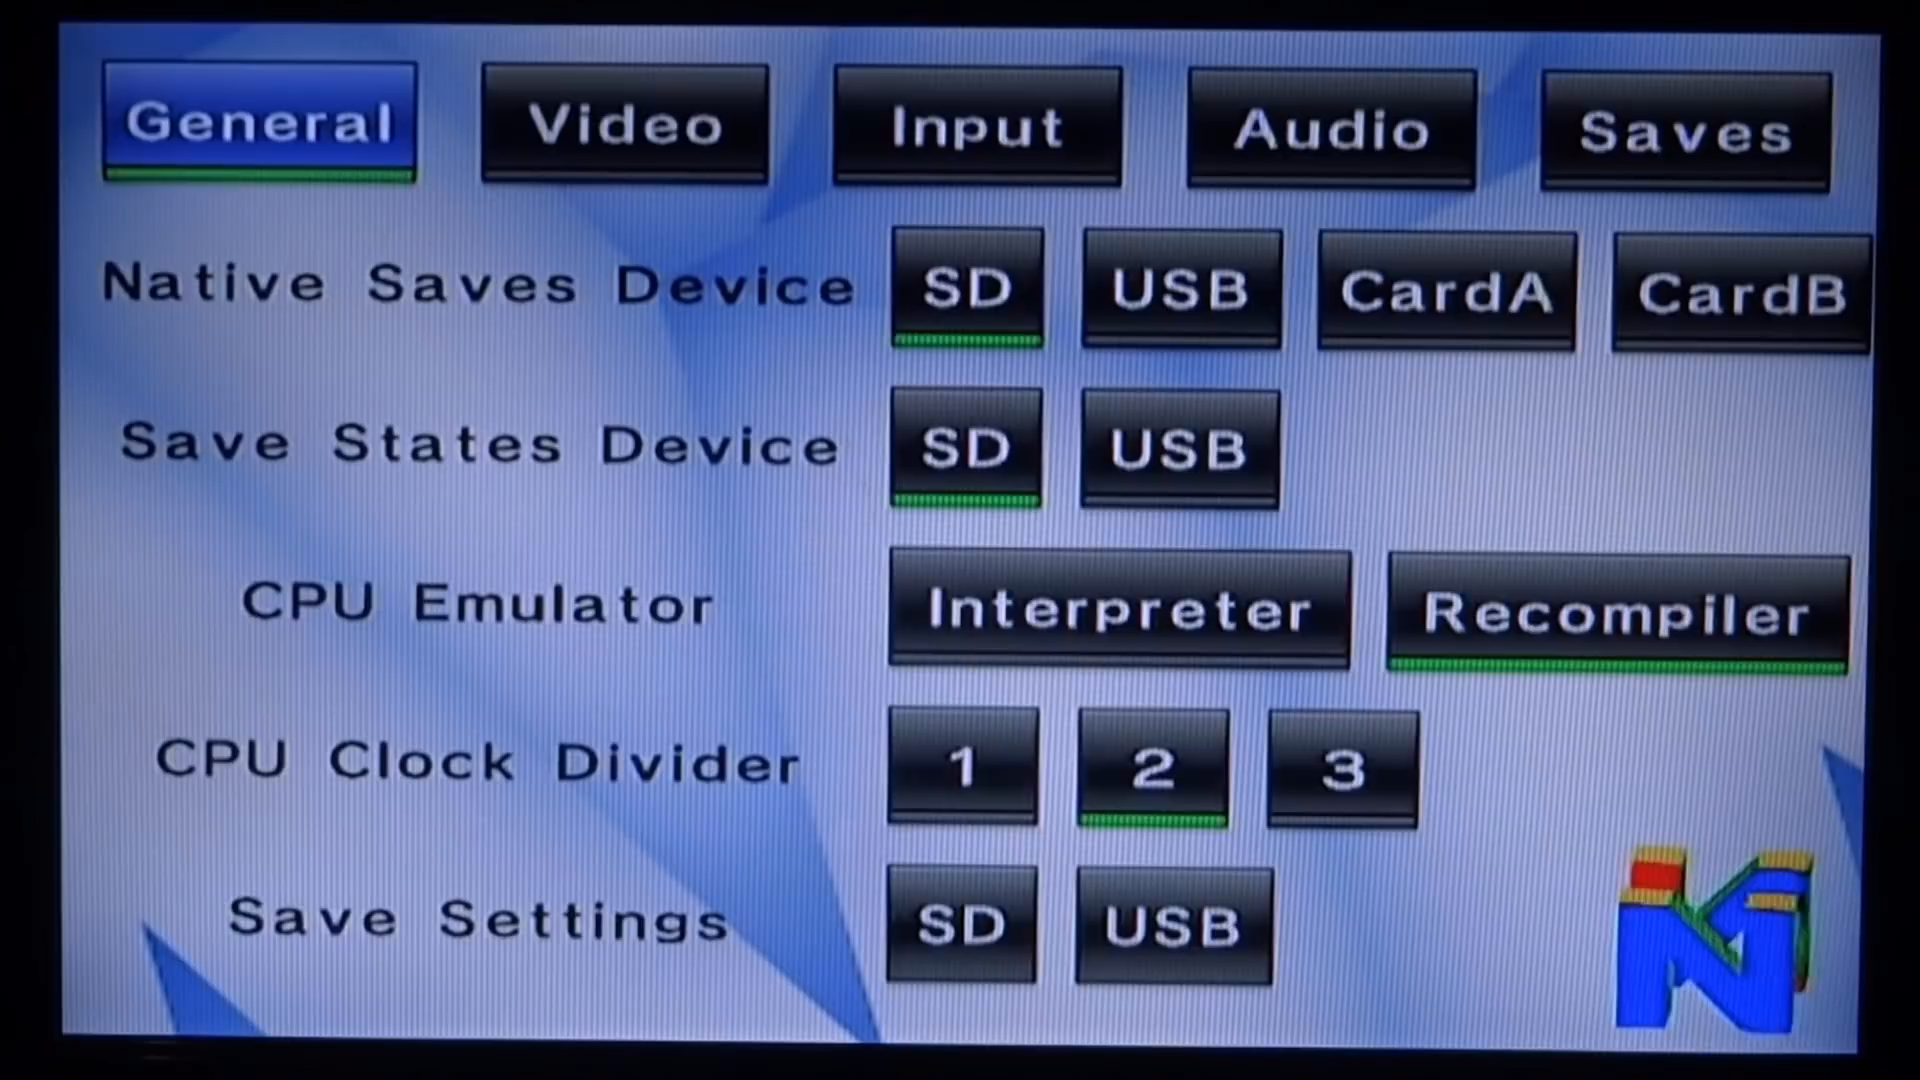 General Video Input Audio Saves
Native Saves Device SD USB CardA CardB
Save States Device SD USB
CPU Emulator Interpreter Recompiler
CPU Clock Divider 1 2 3
Save Settings SD USB